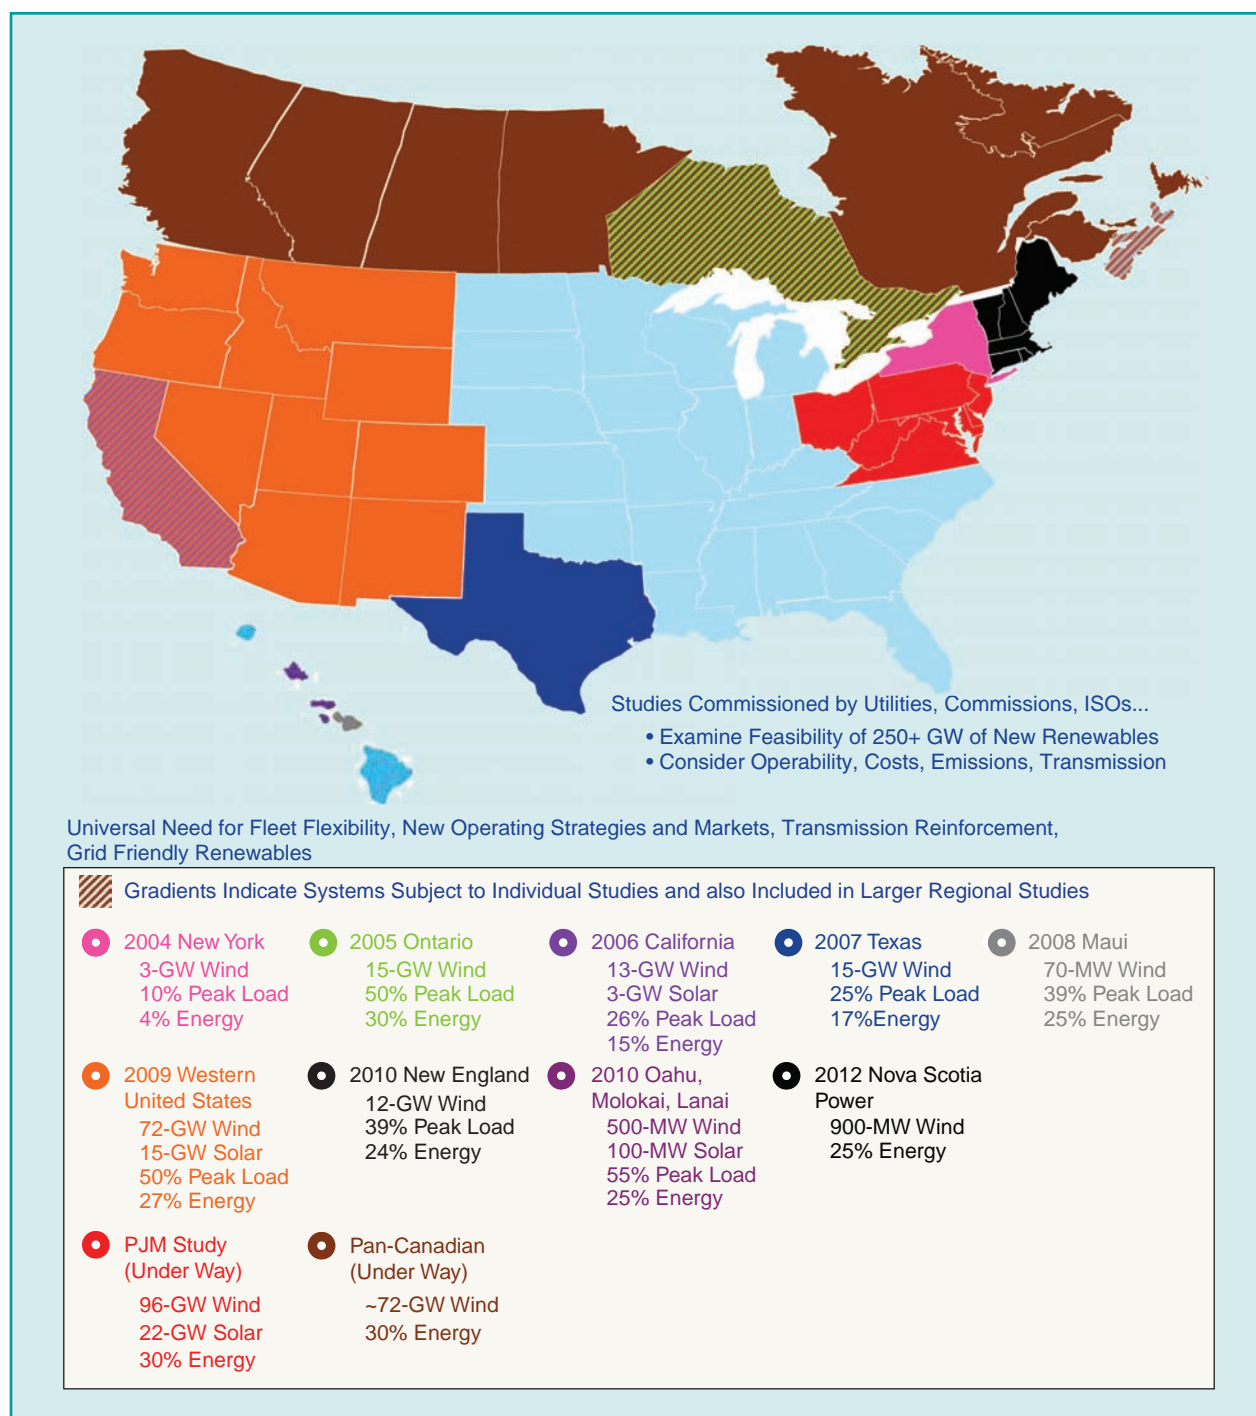 Studies Commissioned by Utilities, Commissions, ISOs...
• Examine Feasibility of 250+ GW of New Renewables
• Consider Operability, Costs, Emissions, Transmission
Universal Need for Fleet Flexibility, New Operating Strategies and Markets, Transmission Reinforcement,
Grid Friendly Renewables
Gradients Indicate Systems Subject to Individual Studies and also Included in Larger Regional Studies
2004 New York
3-GW Wind
10% Peak Load
4% Energy
2005 Ontario
15-GW Wind
50% Peak Load
30% Energy
2006 California
13-GW Wind
3-GW Solar
26% Peak Load
15% Energy
2007 Texas
15-GW Wind
25% Peak Load
17%Energy
2008 Maui
70-MW Wind
39% Peak Load
25% Energy
2009 Western
United States
72-GW Wind
15-GW Solar
50% Peak Load
27% Energy
2010 New England
12-GW Wind
39% Peak Load
24% Energy
2010 Oahu,
Molokai, Lanai
500-MW Wind
100-MW Solar
55% Peak Load
25% Energy
2012 Nova Scotia
Power
900-MW Wind
25% Energy
PJM Study
(Under Way)
96-GW Wind
22-GW Solar
30% Energy
Pan-Canadian
(Under Way)
~72-GW Wind
30% Energy